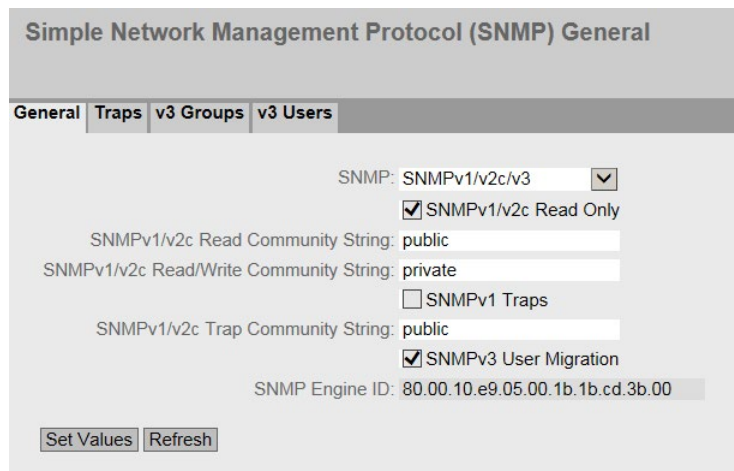 Simple Network Management Protocol (SNMP) General
General Traps v3 Groups v3 Users
SNMP: SNMPv1/v2c/v3
SNMPv1/v2c Read Only
SNMPv1/v2c Read Community String: public
SNMPv1/v2c Read/Write Community String: private
SNMPv1 Traps
SNMPv1/v2c Trap Community String: public
SNMPv3 User Migration
SNMP Engine ID: 80.00.10.e9.05.00.1b.1b.cd.3b.00
Set Values Refresh